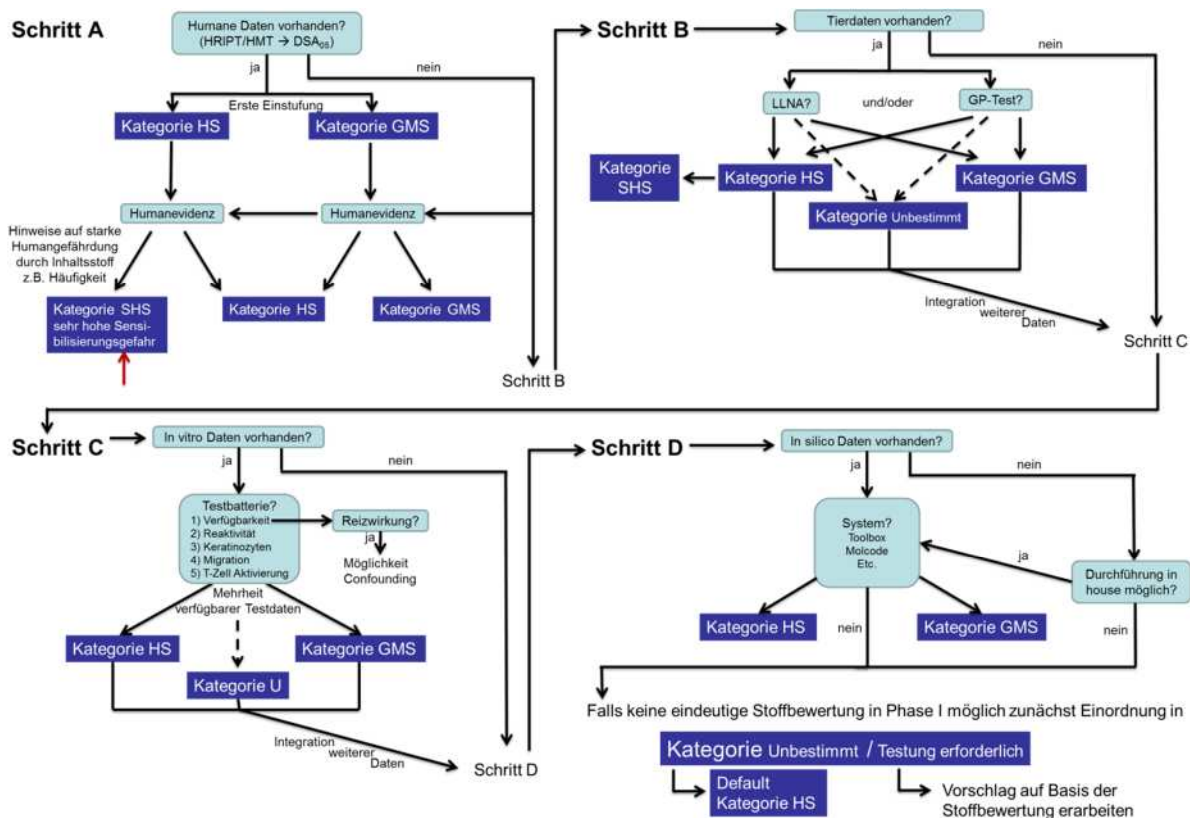 Schritt A
Humane Daten vorhanden?
(HRIPT/HMT → DSA05)
ja
nein
Erste Einstufung
Kategorie HS
Kategorie GMS
Humanevidenz
Humanevidenz
Hinweise auf starke
Humangefährdung
durch Inhaltsstoff
z.B. Häufigkeit
Kategorie SHS
sehr hohe Sensi-
bilisierungsgefahr
Kategorie HS
Kategorie GMS
Schritt B
Schritt B
Tierdaten vorhanden?
ja
nein
LLNA?
und/oder
GP-Test?
Kategorie
SHS
Kategorie HS
Kategorie GMS
Kategorie Unbestimmt
Integration
weiterer
Daten
Schritt C
Schritt C
In vitro Daten vorhanden?
ja
nein
Testbatterie?
1) Verfügbarkeit
2) Reaktivität
3) Keratinozyten
4) Migration
5) T-Zell Aktivierung
Reizwirkung?
ja
Möglichkeit
Confounding
Mehrheit
verfügbarer Testdaten
Kategorie HS
Kategorie GMS
Kategorie U
Integration
weiterer
Daten
Schritt D
Schritt D
In silico Daten vorhanden?
ja
nein
System?
Toolbox
Molcode
Etc.
ja
Durchführung in
house möglich?
Kategorie HS
Kategorie GMS
nein
nein
Falls keine eindeutige Stoffbewertung in Phase I möglich zunächst Einordnung in
Kategorie Unbestimmt / Testung erforderlich
Default
Kategorie HS
Vorschlag auf Basis der
Stoffbewertung erarbeiten